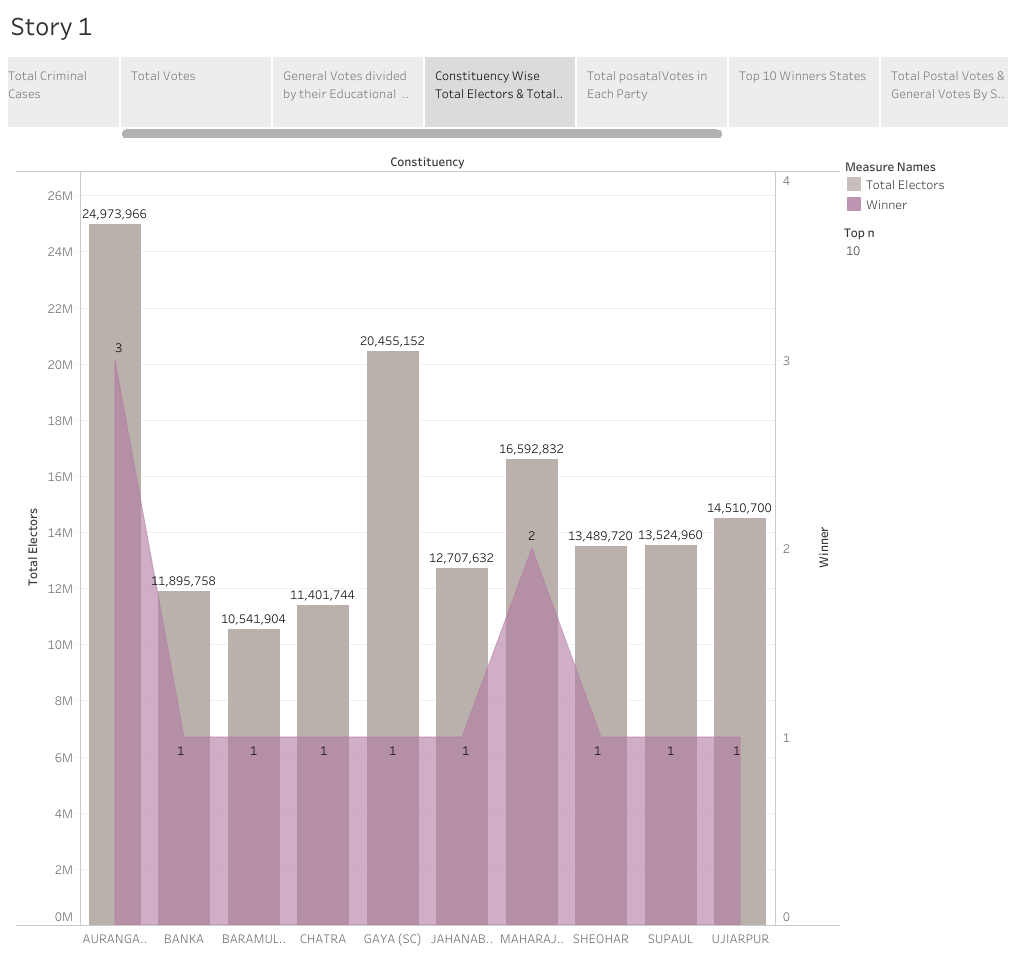 Story 1
Total Criminal
Cases
Total Votes
General Votes divided
by their Educational ..
Constituency Wise
Total Electors & Total..
Total posatalVotes in
Each Party
Top 10 Winners States
Total Postal Votes &
General Votes By S..
Constituency
Measure Names
Total Electors
Winner
Top n
10
26M
24M
22M
20M
18M
16M
14M
12M
10M
8M
6M
4M
2M
0M
Total Electors
24,973,966
11,895,758
10,541,904
11,401,744
20,455,152
12,707,632
16,592,832
13,489,720
13,524,960
14,510,700
3
1
1
1
1
1
2
1
1
1
4
3
2
1
0
Winner
AURANGA..
BANKA
BARAMUL..
CHATRA
GAYA (SC)
JAHANAB..
MAHARAJ..
SHEOHAR
SUPAUL
UJIARPUR